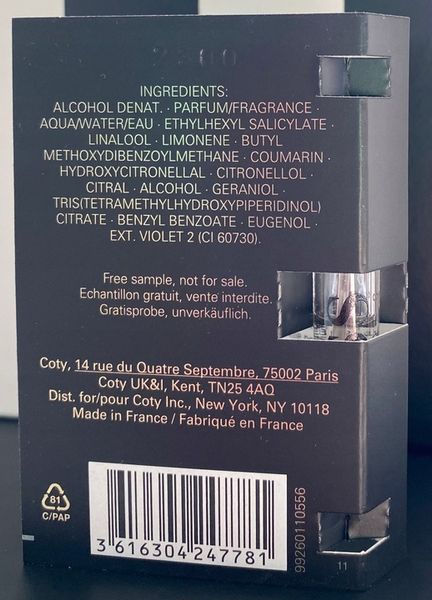 INGREDIENTS:
ALCOHOL DENAT. · PARFUM/FRAGRANCE ·
AQUA/WATER/EAU · ETHYLHEXYL SALICYLATE ·
LINALOOL · LIMONENE · BUTYL
METHOXYDIBENZOYLMETHANE · COUMARIN ·
HYDROXYCITRONELLAL · CITRONELLOL ·
CITRAL · ALCOHOL · GERANIOL ·
TRIS(TETRAMETHYLHYDROXYPIPERIDINOL)
CITRATE · BENZYL BENZOATE · EUGENOL ·
EXT. VIOLET 2 (CI 60730).
Free sample, not for sale.
Echantillon gratuit, vente interdite.
Gratisprobe, unverkäuflich.
Coty, 14 rue du Quatre Septembre, 75002 Paris
Coty UK&I, Kent, TN25 4AQ
Dist. for/pour Coty Inc., New York, NY 10118
Made in France / Fabriqué en France
81
C/PAP
3 616304 247781
99260110556
11